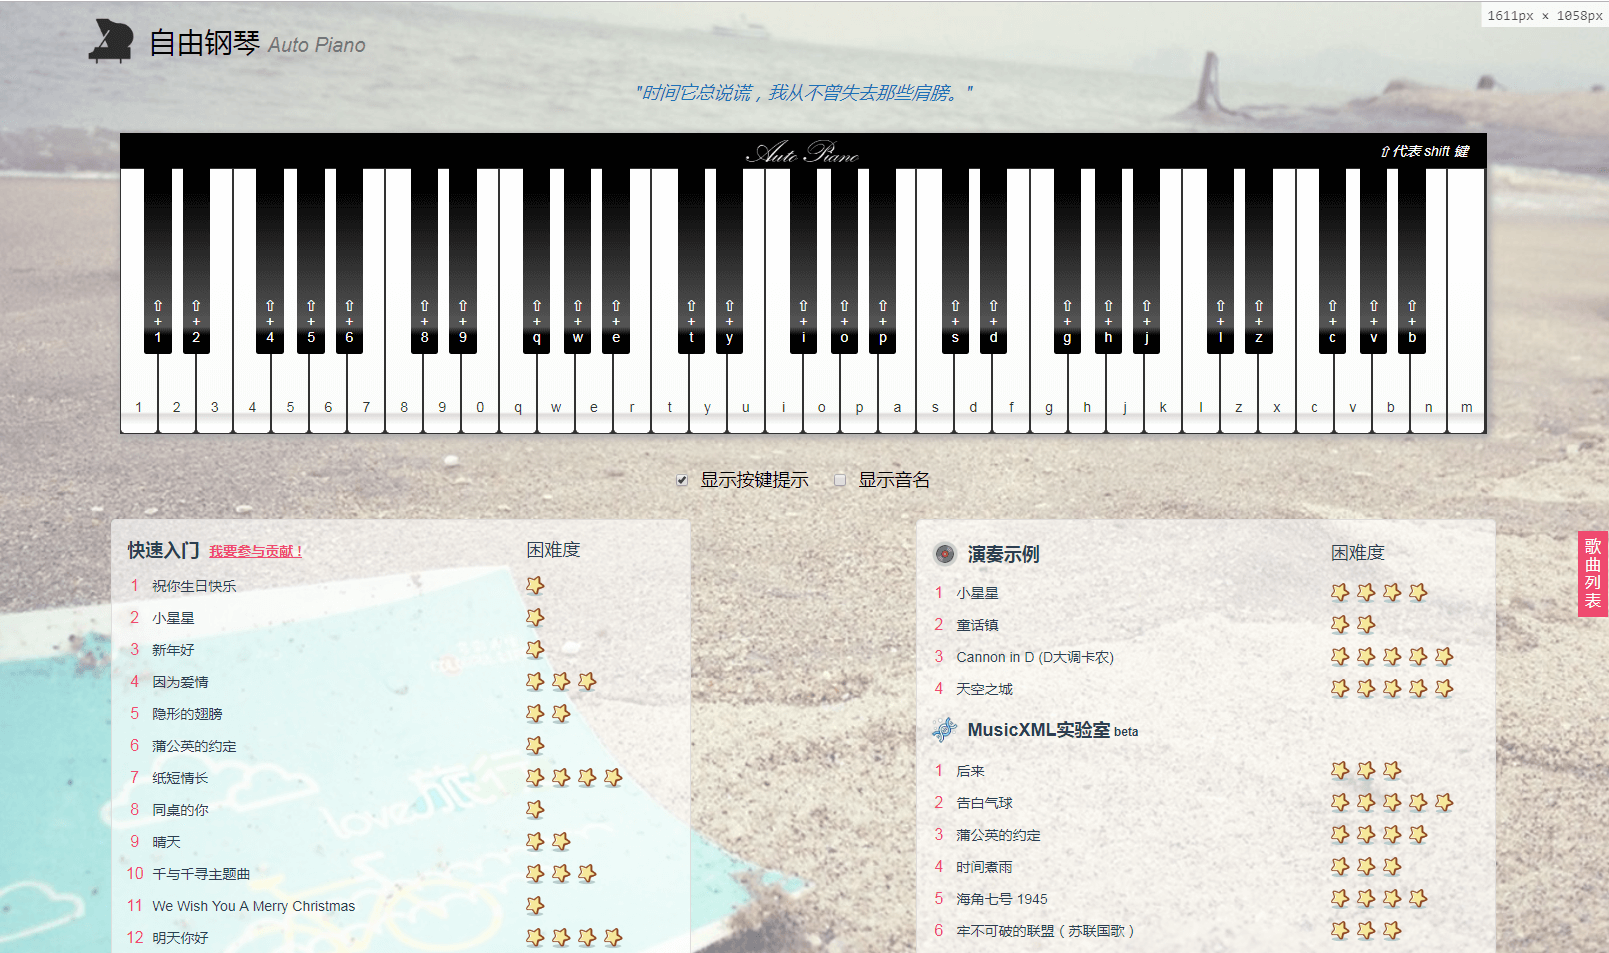 1611px × 1058px
自由钢琴 Auto Piano
"时间它总说谊，我从不曾失去那些肩膀。"
Auto Piano
⇧代表 shift 键
⇧ ⇧ ⇧ ⇧ ⇧ ⇧ ⇧ ⇧ ⇧ ⇧ ⇧ ⇧ ⇧ ⇧ ⇧ ⇧ ⇧ ⇧ ⇧ ⇧ ⇧ ⇧ ⇧ ⇧ ⇧
+ + + + + + + + + + + + + + + + + + + + + + + + +
1 2 4 5 6 8 9 q w e t y i o p s d g h j l z c v b
1 2 3 4 5 6 7 8 9 0 q w e r t y u i o p a s d f g h j k l z x c v b n m
显示按键提示 显示音名
快速入门 我要参与贡献！ 困难度
1 祝你生日快乐
2 小星星
3 新年好
4 因为爱情
5 隐形的翅膀
6 蒲公英的约定
7 纸短情长
8 同桌的你
9 晴天
10 千与千寻主题曲
11 We Wish You A Merry Christmas
12 明天你好
演奏示例 困难度
1 小星星
2 童话镇
3 Cannon in D (D大调卡农)
4 天空之城
MusicXML实验室 beta
1 后来
2 告白气球
3 蒲公英的约定
4 时间煮雨
5 海角七号 1945
6 牢不可破的联盟（苏联国歌）
歌曲列表